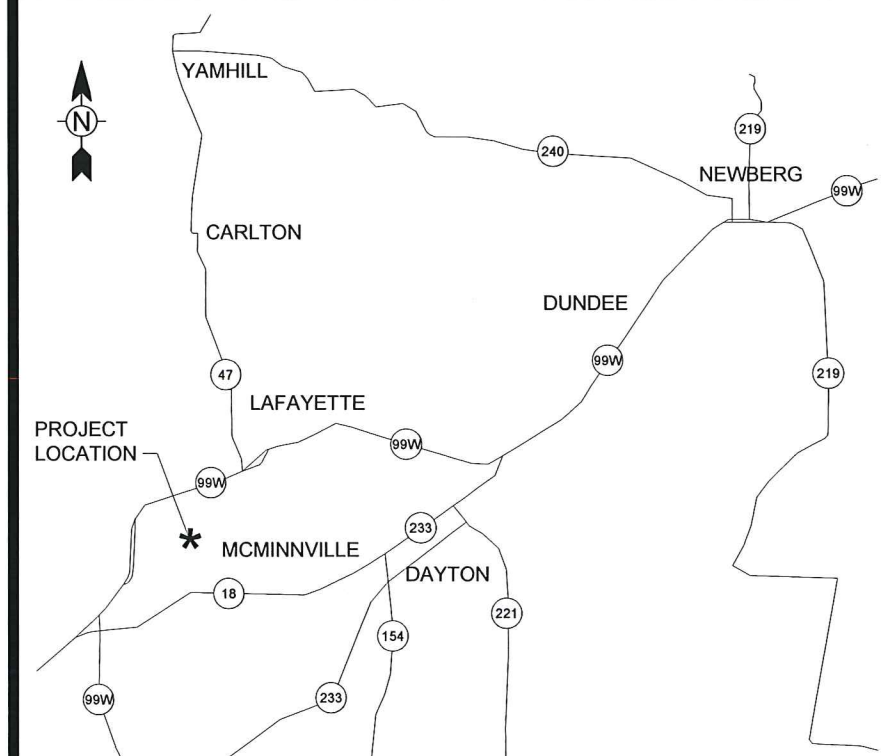 YAMHILL
N
219
240
NEWBERG
99W
CARLTON
DUNDEE
99W
47
219
LAFAYETTE
PROJECT
LOCATION
99W
99W
233
MCMINNVILLE
DAYTON
18
221
154
99W
233